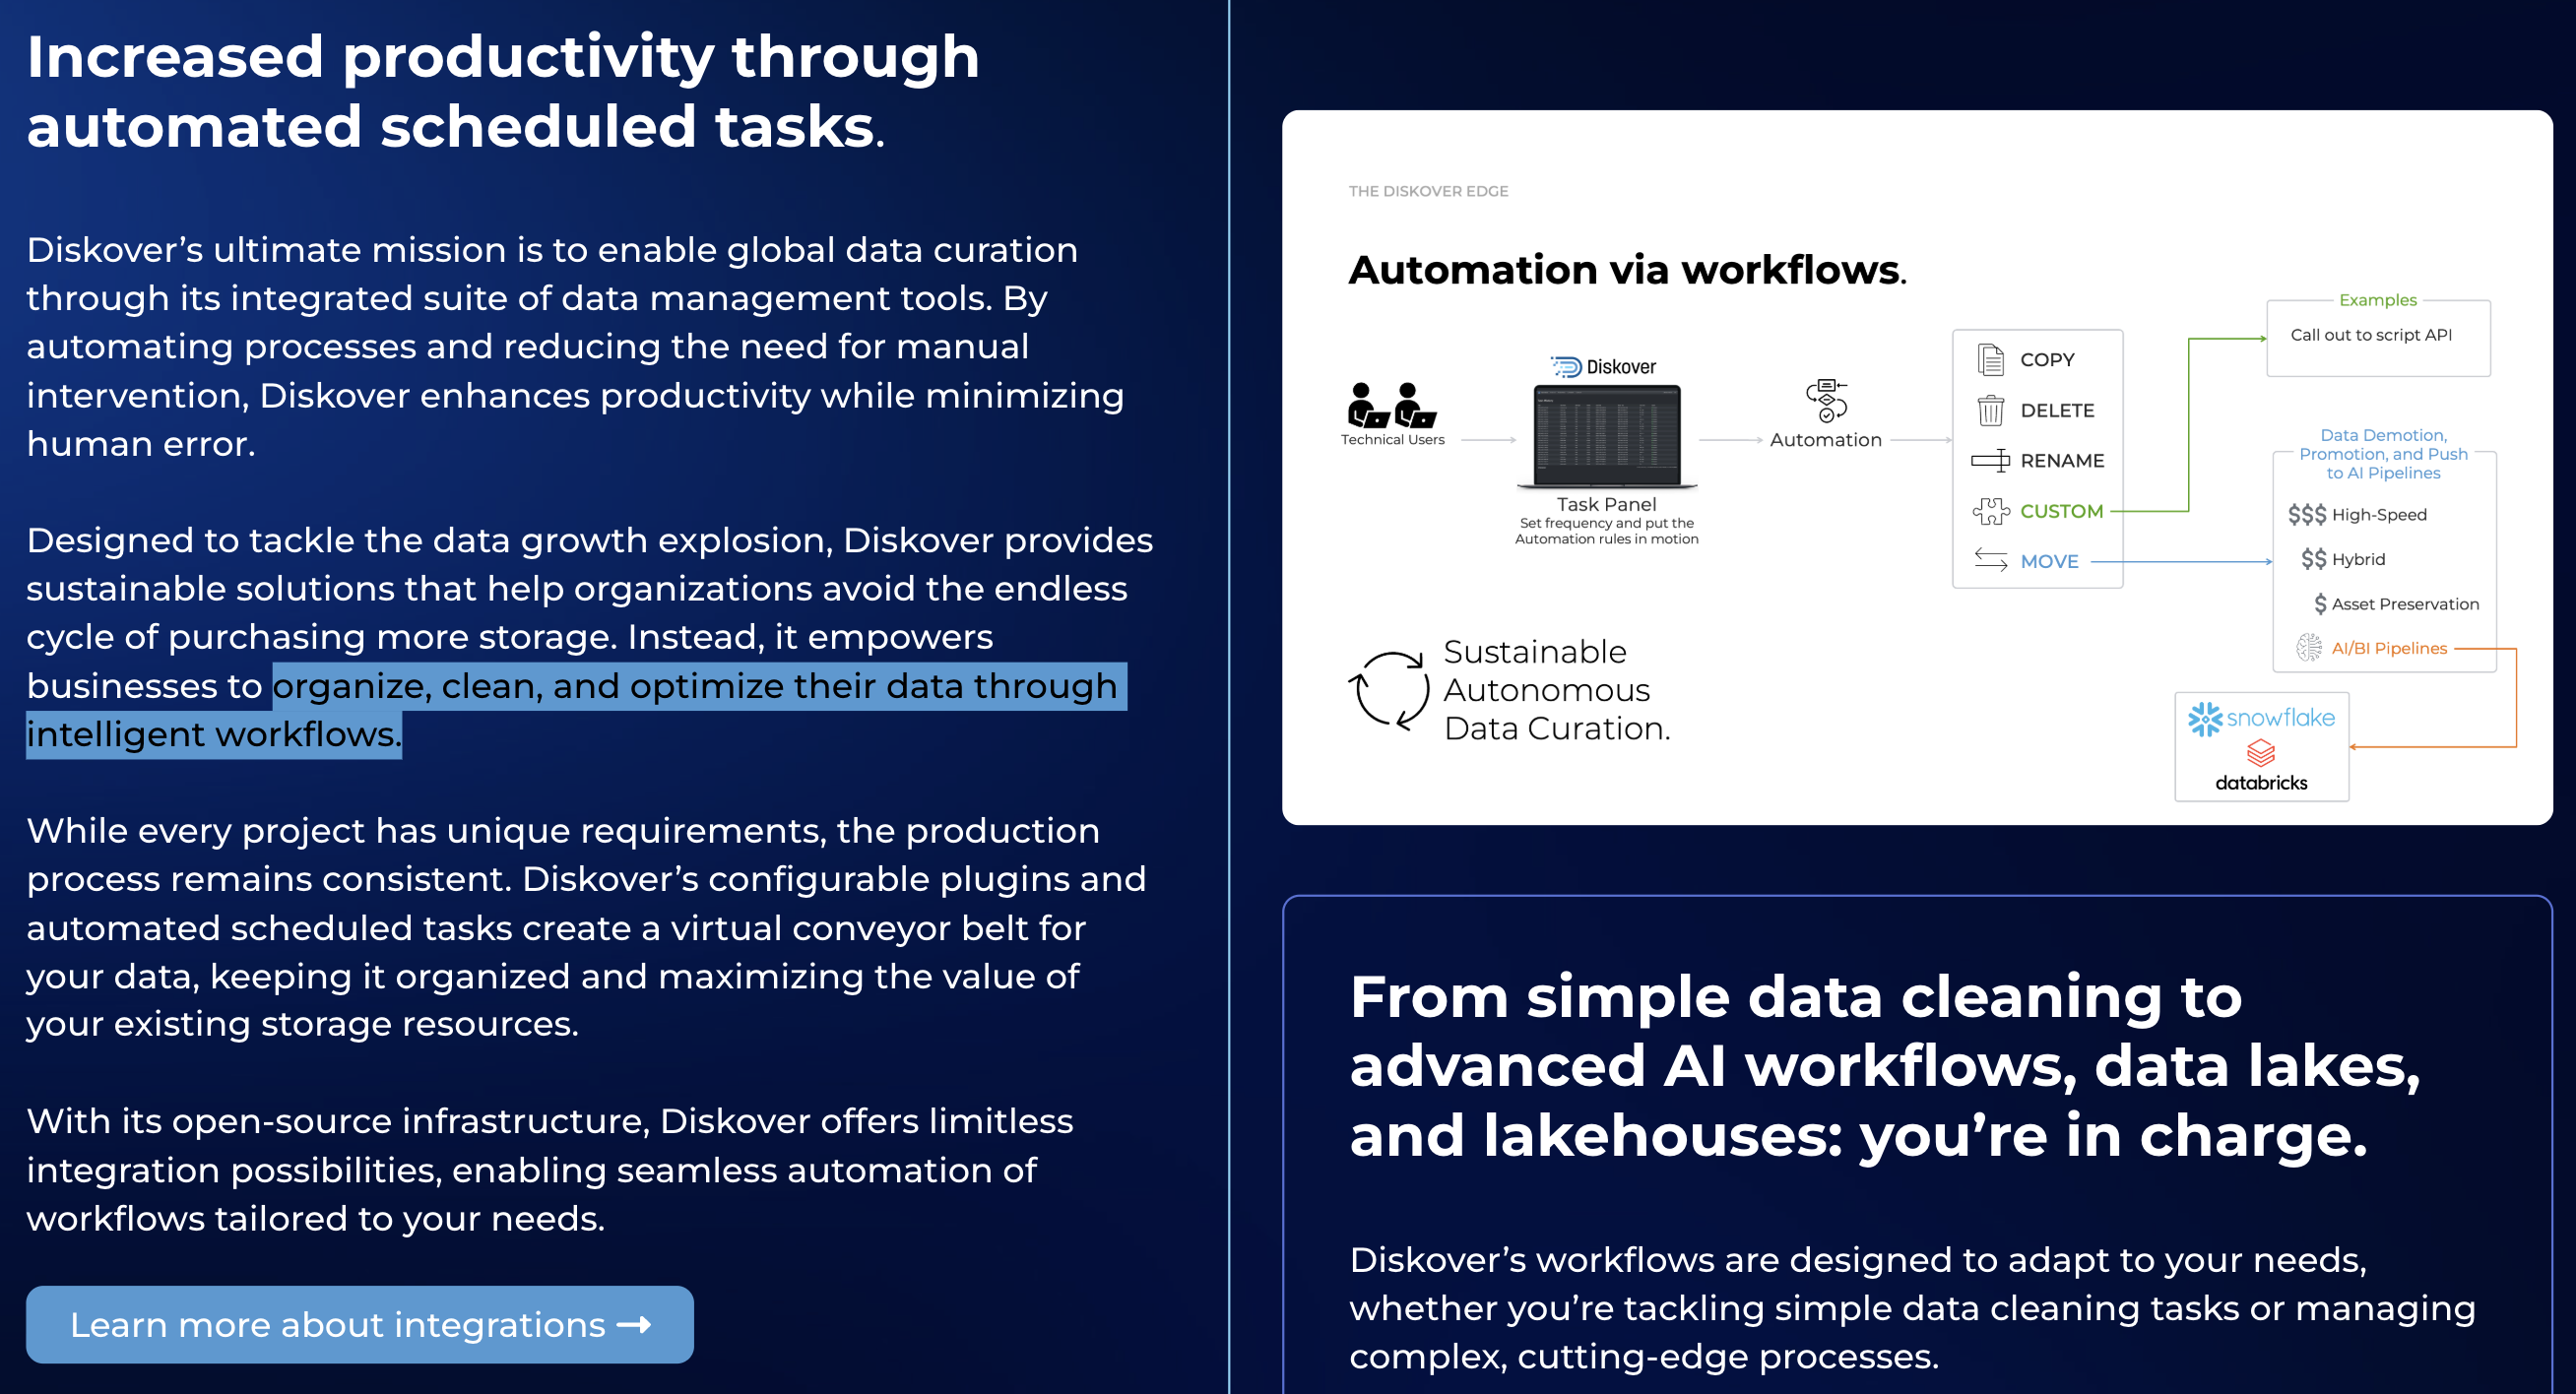 Increased productivity through
automated scheduled tasks.
Diskover’s ultimate mission is to enable global data curation
through its integrated suite of data management tools. By
automating processes and reducing the need for manual
intervention, Diskover enhances productivity while minimizing
human error.
Designed to tackle the data growth explosion, Diskover provides
sustainable solutions that help organizations avoid the endless
cycle of purchasing more storage. Instead, it empowers
businesses to organize, clean, and optimize their data through
intelligent workflows.
While every project has unique requirements, the production
process remains consistent. Diskover’s configurable plugins and
automated scheduled tasks create a virtual conveyor belt for
your data, keeping it organized and maximizing the value of
your existing storage resources.
With its open-source infrastructure, Diskover offers limitless
integration possibilities, enabling seamless automation of
workflows tailored to your needs.
Learn more about integrations →
THE DISKOVER EDGE
Automation via workflows.
Technical Users
Diskover
Task Panel
Set frequency and put the
Automation rules in motion
Automation
COPY
DELETE
RENAME
CUSTOM
MOVE
Examples
Call out to script API
Data Demotion,
Promotion, and Push
to AI Pipelines
$$$ High-Speed
$$ Hybrid
$ Asset Preservation
AI/BI Pipelines
snowflake
databricks
Sustainable
Autonomous
Data Curation.
From simple data cleaning to
advanced AI workflows, data lakes,
and lakehouses: you’re in charge.
Diskover’s workflows are designed to adapt to your needs,
whether you’re tackling simple data cleaning tasks or managing
complex, cutting-edge processes.